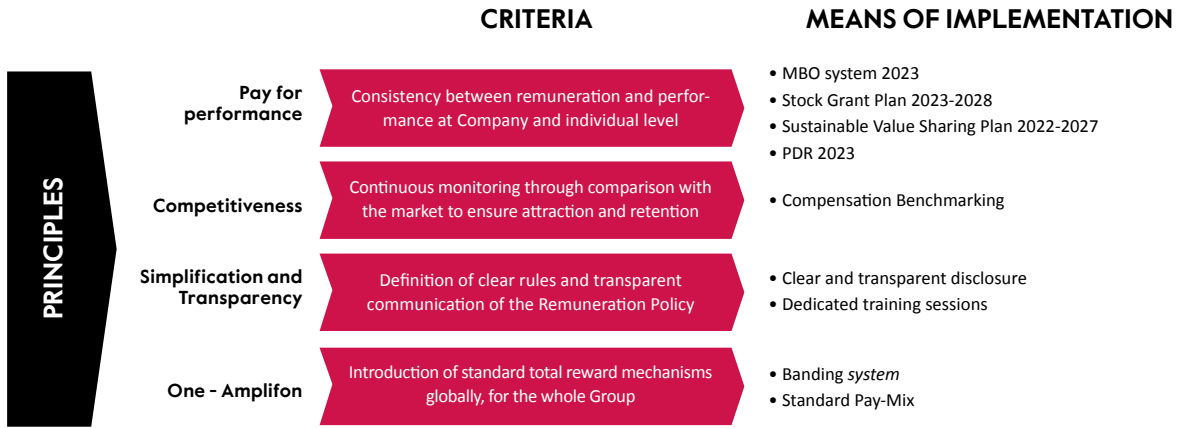 CRITERIA
MEANS OF IMPLEMENTATION
PRINCIPLES
Pay for
performance
Consistency between remuneration and perfor-
mance at Company and individual level
• MBO system 2023
• Stock Grant Plan 2023-2028
• Sustainable Value Sharing Plan 2022-2027
• PDR 2023
Competitiveness
Continuous monitoring through comparison with
the market to ensure attraction and retention
• Compensation Benchmarking
Simplification and
Transparency
Definition of clear rules and transparent
communication of the Remuneration Policy
• Clear and transparent disclosure
• Dedicated training sessions
One - Amplifon
Introduction of standard total reward mechanisms
globally, for the whole Group
• Banding system
• Standard Pay-Mix